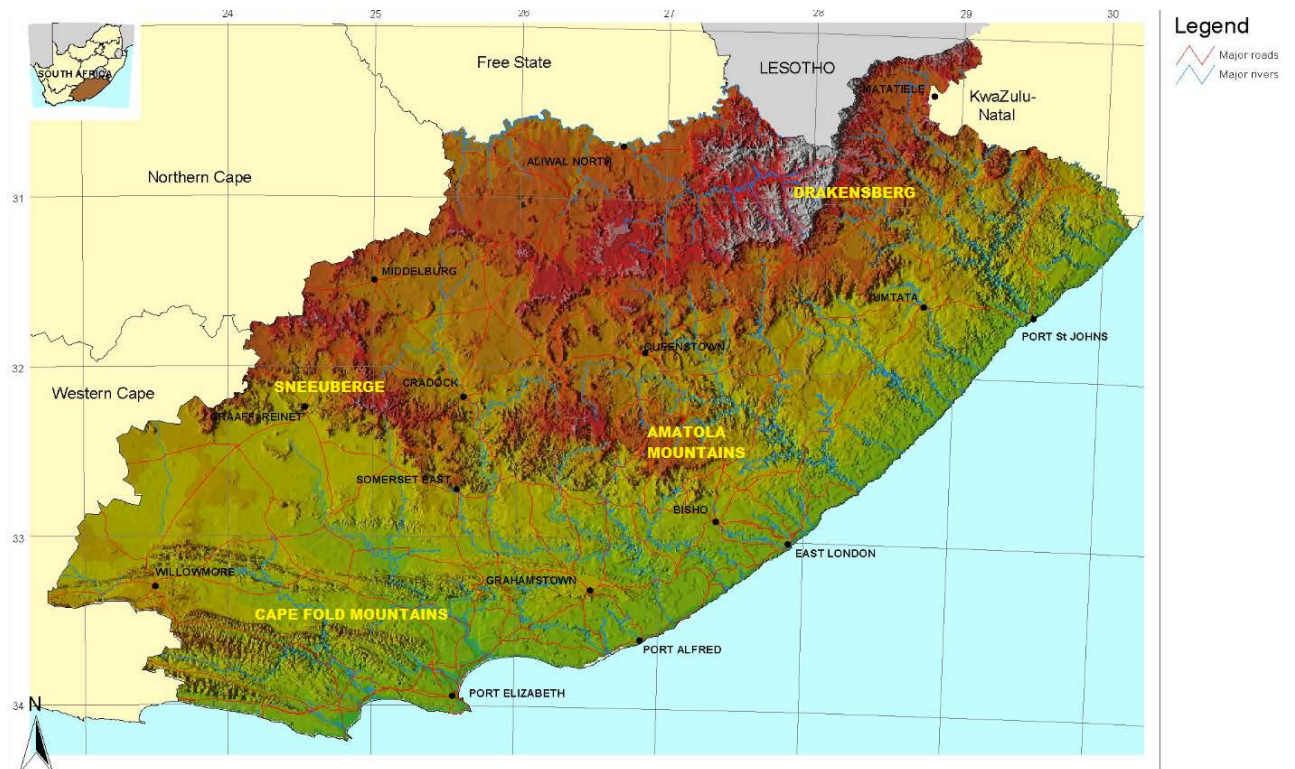 24 25 26 27 28 29 30
Legend
Major roads
Major rivers
SOUTH AFRICA
Free State
LESOTHO
MATATIELE
KwaZulu-
Natal
ALIWAL NORTH
Northern Cape
DRAKENSBERG
31
MIDDELBURG
UMTATA
PORT St JOHNS
QUEENSTOWN
32
SNEEUBERGE
CRADOCK
Western Cape
GRAAFF-REINET
AMATOLA
MOUNTAINS
SOMERSET EAST
BISHO
33
EAST LONDON
WILLOWMORE
GRAHAMSTOWN
CAPE FOLD MOUNTAINS
PORT ALFRED
PORT ELIZABETH
34
N